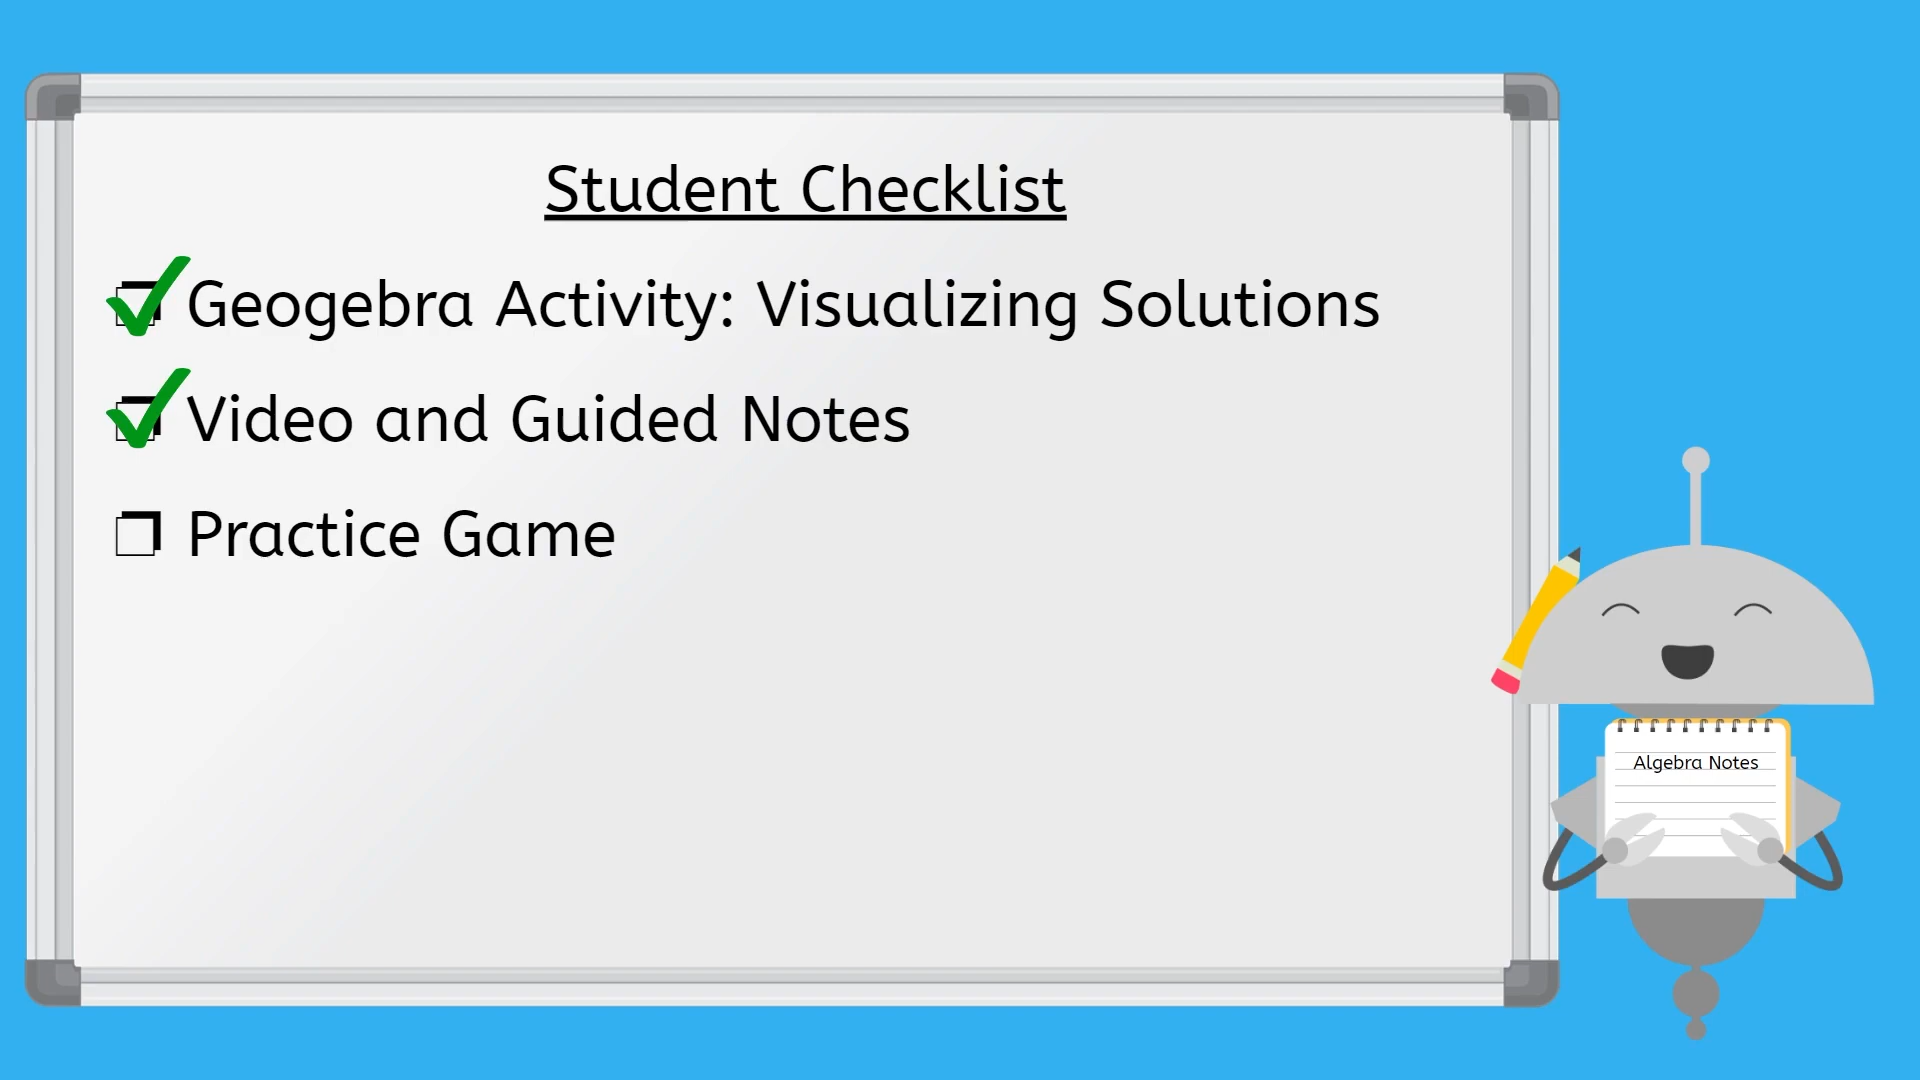 Student Checklist
Geogebra Activity: Visualizing Solutions
Video and Guided Notes
Practice Game
Algebra Notes